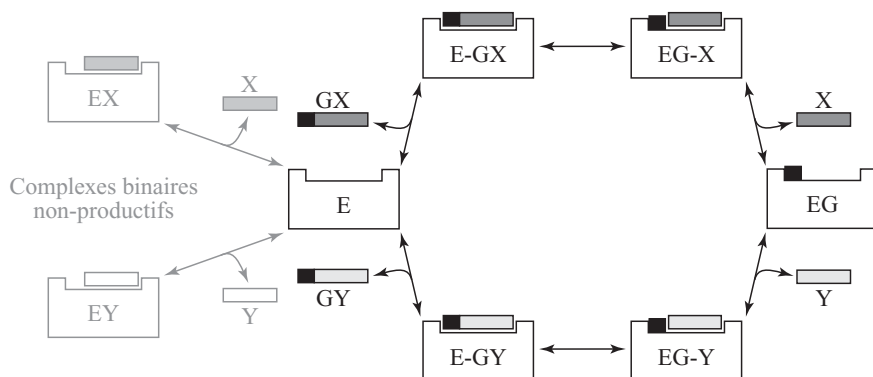 E-GX
EG-X
EX
X
GX
X
Complexes binaires
non-productifs
E
EG
EY
Y
GY
Y
E-GY
EG-Y